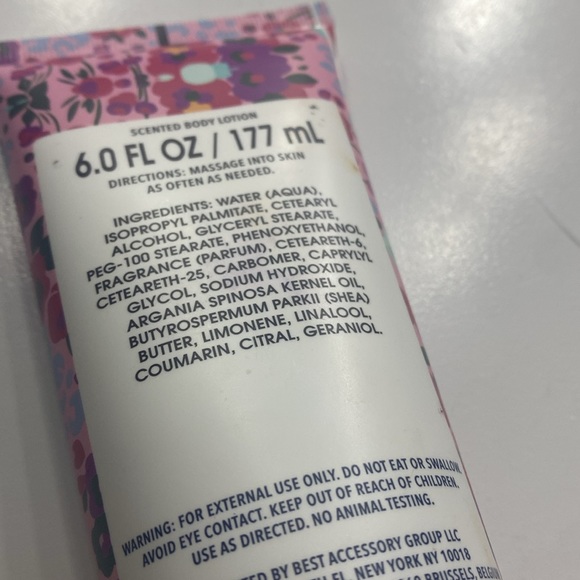 SCENTED BODY LOTION
6.0 FL OZ / 177 mL
DIRECTIONS: MASSAGE INTO SKIN
AS OFTEN AS NEEDED.
INGREDIENTS: WATER (AQUA),
ISOPROPYL PALMITATE, CETEARYL
ALCOHOL, GLYCERYL STEARATE,
PEG-100 STEARATE, PHENOXYETHANOL,
FRAGRANCE (PARFUM), CETEARETH-6,
CETEARETH-25, CARBOMER, CAPRYLYL
GLYCOL, SODIUM HYDROXIDE,
ARGANIA SPINOSA KERNEL OIL,
BUTYROSPERMUM PARKII (SHEA)
BUTTER, LIMONENE, LINALOOL,
COUMARIN, CITRAL, GERANIOL.
WARNING: FOR EXTERNAL USE ONLY. DO NOT EAT OR SWALLOW.
AVOID EYE CONTACT. KEEP OUT OF REACH OF CHILDREN.
USE AS DIRECTED. NO ANIMAL TESTING.
BY BEST ACCESSORY GROUP LLC
FL, NEW YORK NY 10018
BRUSSELS,